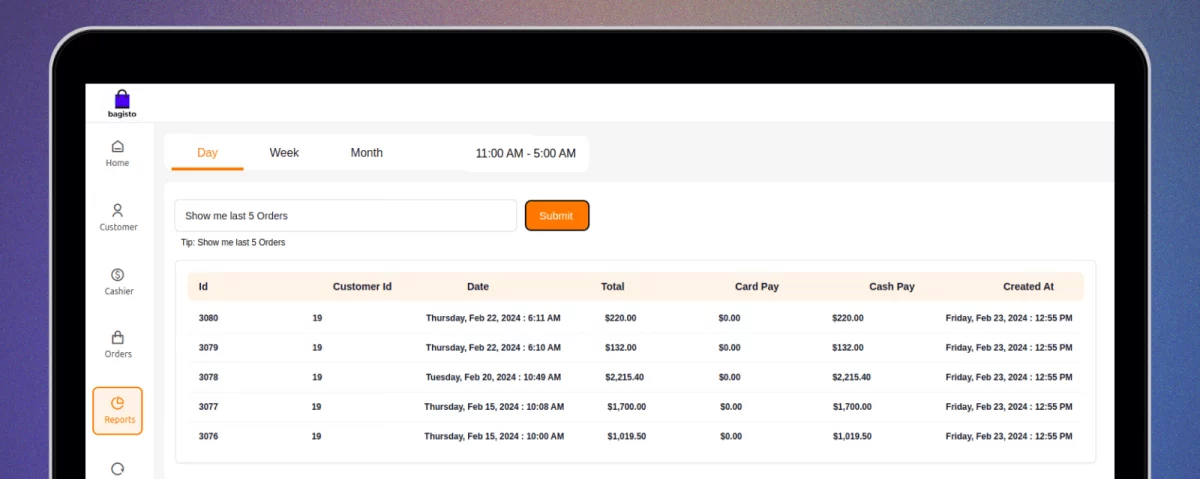 bagisto
Home
Customer
Cashier
Orders
Reports
Day Week Month 11:00 AM - 5:00 AM
Show me last 5 Orders Submit
Tip: Show me last 5 Orders
Id Customer Id Date Total Card Pay Cash Pay Created At
3080 19 Thursday, Feb 22, 2024 : 6:11 AM $220.00 $0.00 $220.00 Friday, Feb 23, 2024 : 12:55 PM
3079 19 Thursday, Feb 22, 2024 : 6:10 AM $132.00 $0.00 $132.00 Friday, Feb 23, 2024 : 12:55 PM
3078 19 Tuesday, Feb 20, 2024 : 10:49 AM $2,215.40 $0.00 $2,215.40 Friday, Feb 23, 2024 : 12:55 PM
3077 19 Thursday, Feb 15, 2024 : 10:08 AM $1,700.00 $0.00 $1,700.00 Friday, Feb 23, 2024 : 12:55 PM
3076 19 Thursday, Feb 15, 2024 : 10:00 AM $1,019.50 $0.00 $1,019.50 Friday, Feb 23, 2024 : 12:55 PM